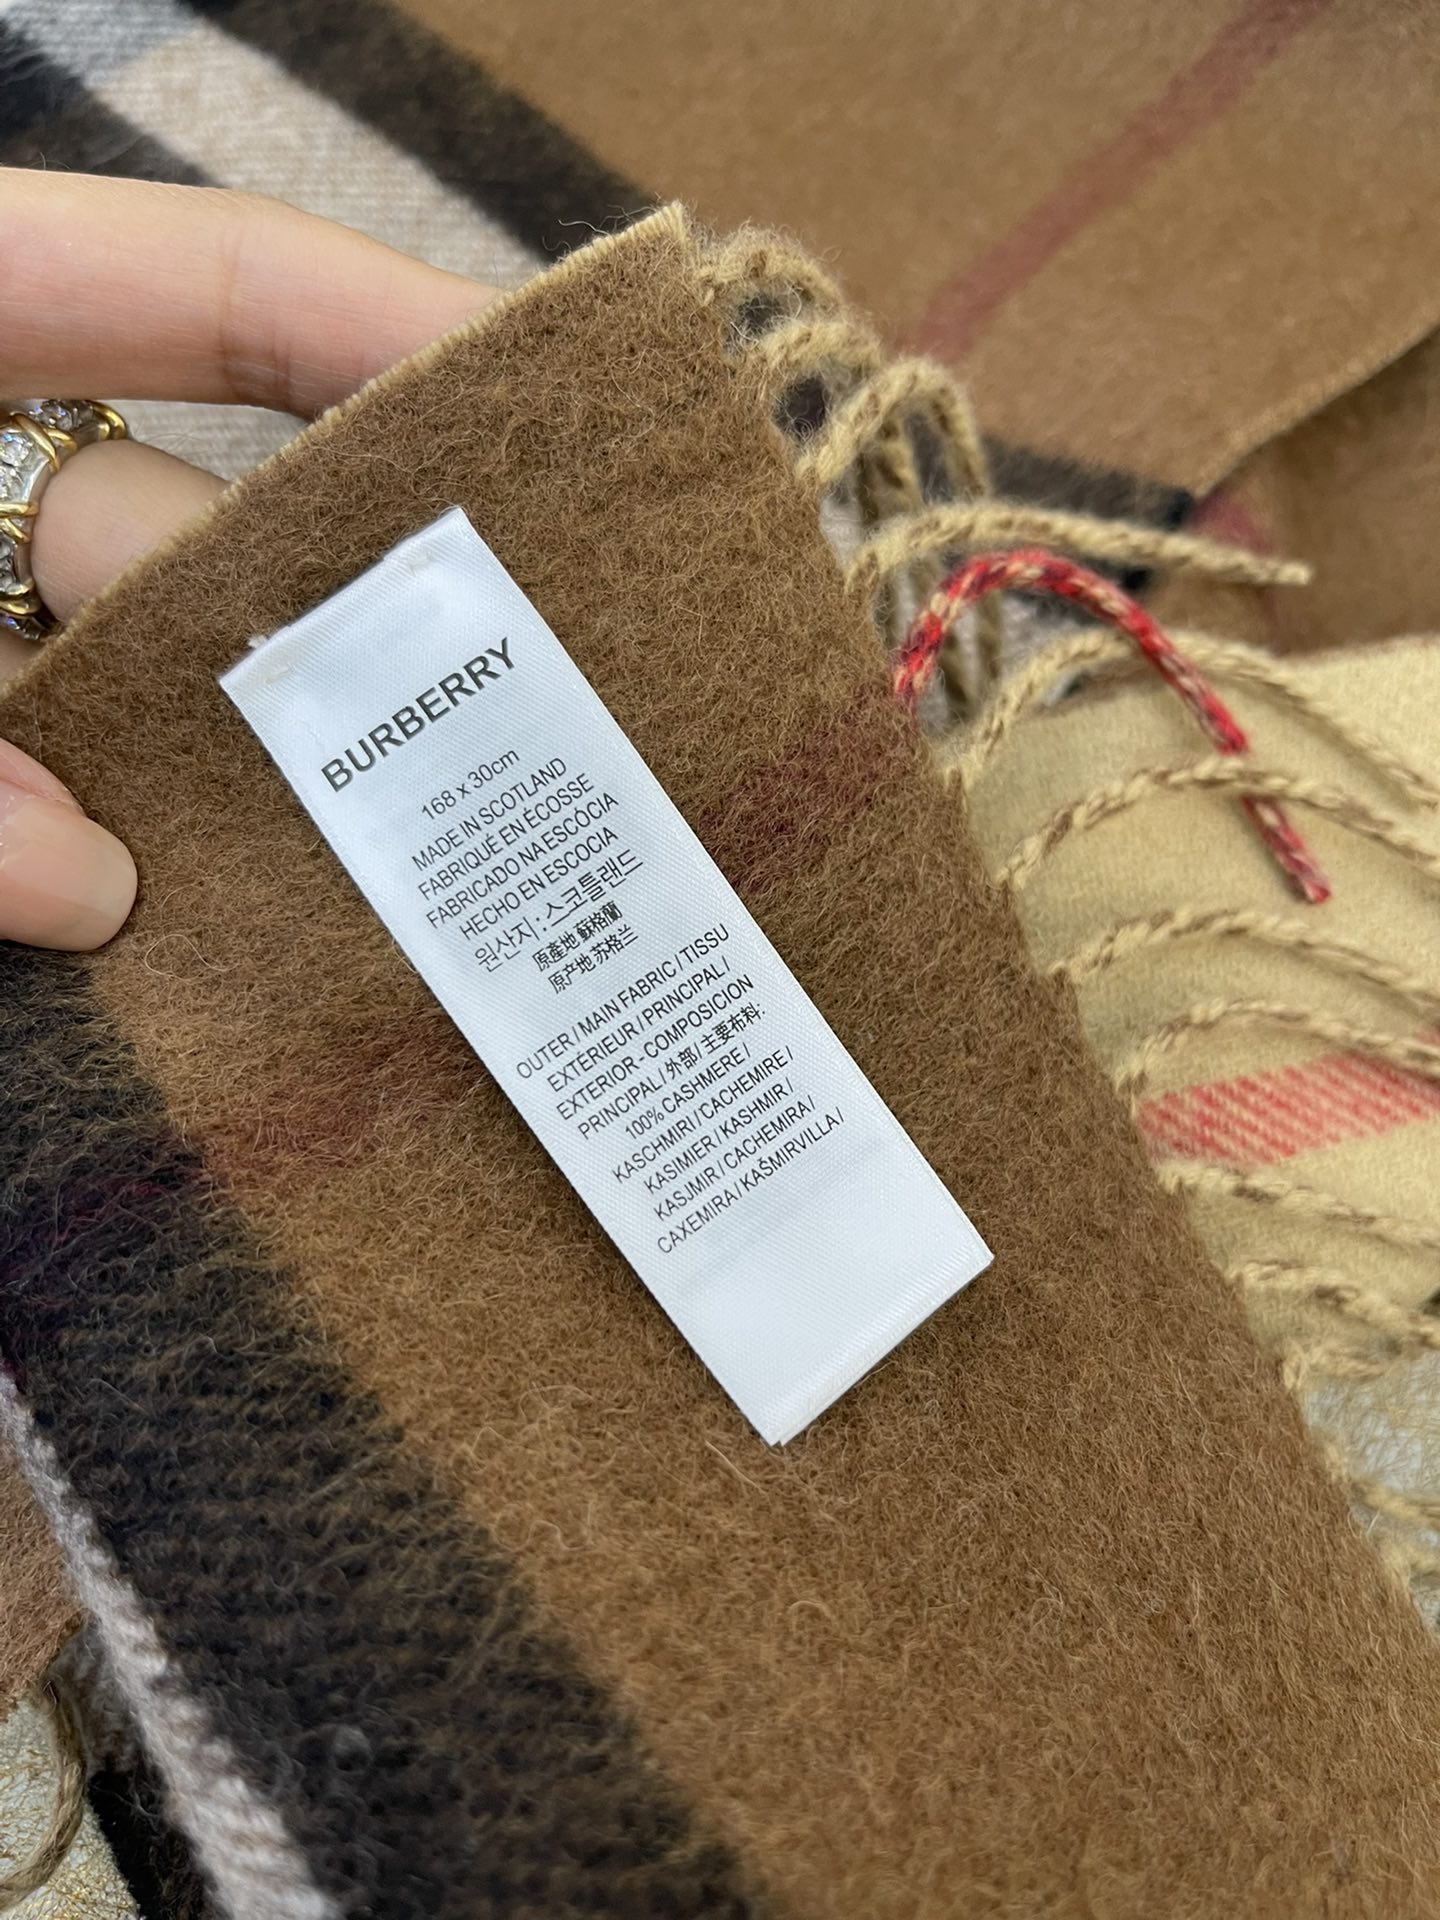 BURBERRY
168 x 30cm
MADE IN SCOTLAND
FABRIQUÉ EN ÉCOSSE
FABRICADO NA ESCÓCIA
HECHO EN ESCOCIA
원산지 : 스코틀랜드
原產地 蘇格蘭
原产地 苏格兰
OUTER / MAIN FABRIC / TISSU
EXTÉRIEUR / PRINCIPAL /
EXTERIOR - COMPOSICION
PRINCIPAL / 外部 / 主要布料:
100% CASHMERE /
KASCHMIRI / CACHEMIRE /
KASIMIER / KASHMIR /
KASJMIR / CACHEMIRA /
CAXEMIRA / KAŠMIRVILLA /